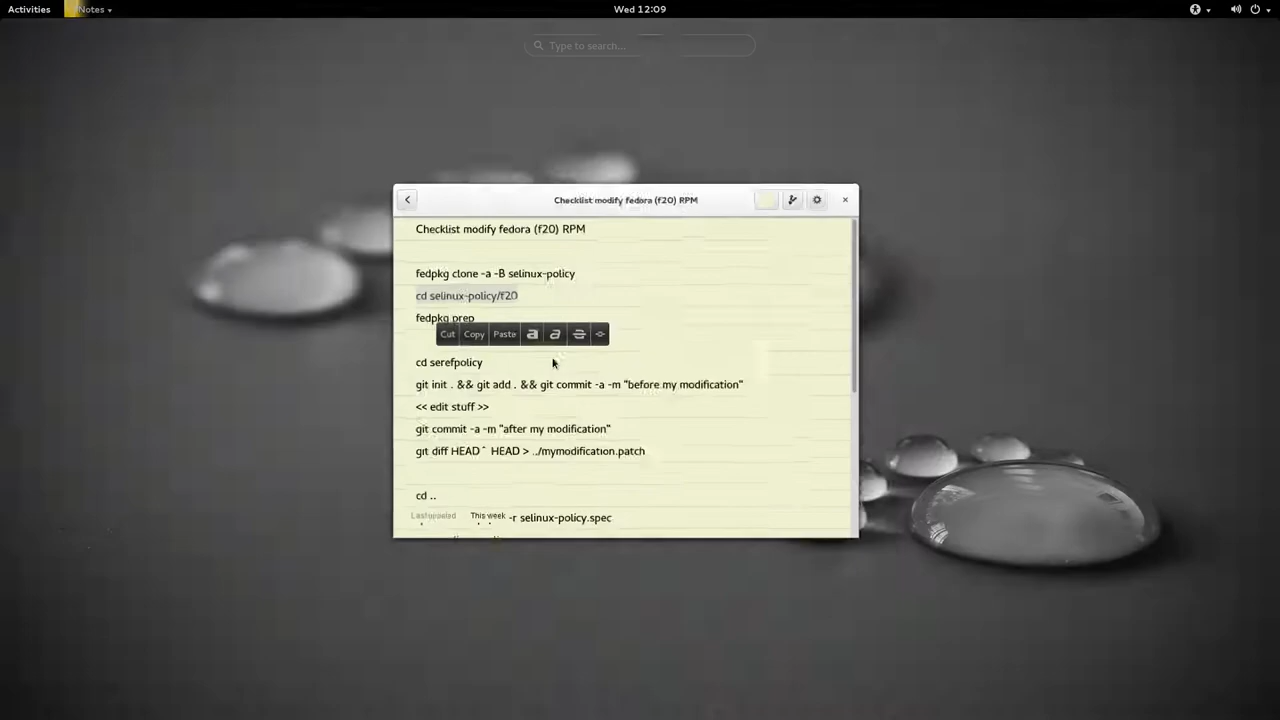 Activities Notes Wed 12:09
Type to search...
Checklist modify fedora (f20) RPM
Checklist modify fedora (f20) RPM
fedpkg clone -a -B selinux-policy
cd selinux-policy/f20
fedpkg prep
Cut Copy Paste a a
cd serefpolicy
git init . && git add . && git commit -a -m "before my modification"
<< edit stuff >>
git commit -a -m "after my modification"
git diff HEAD^ HEAD > ../mymodification.patch
cd ..
Last updated This week -r selinux-policy.spec